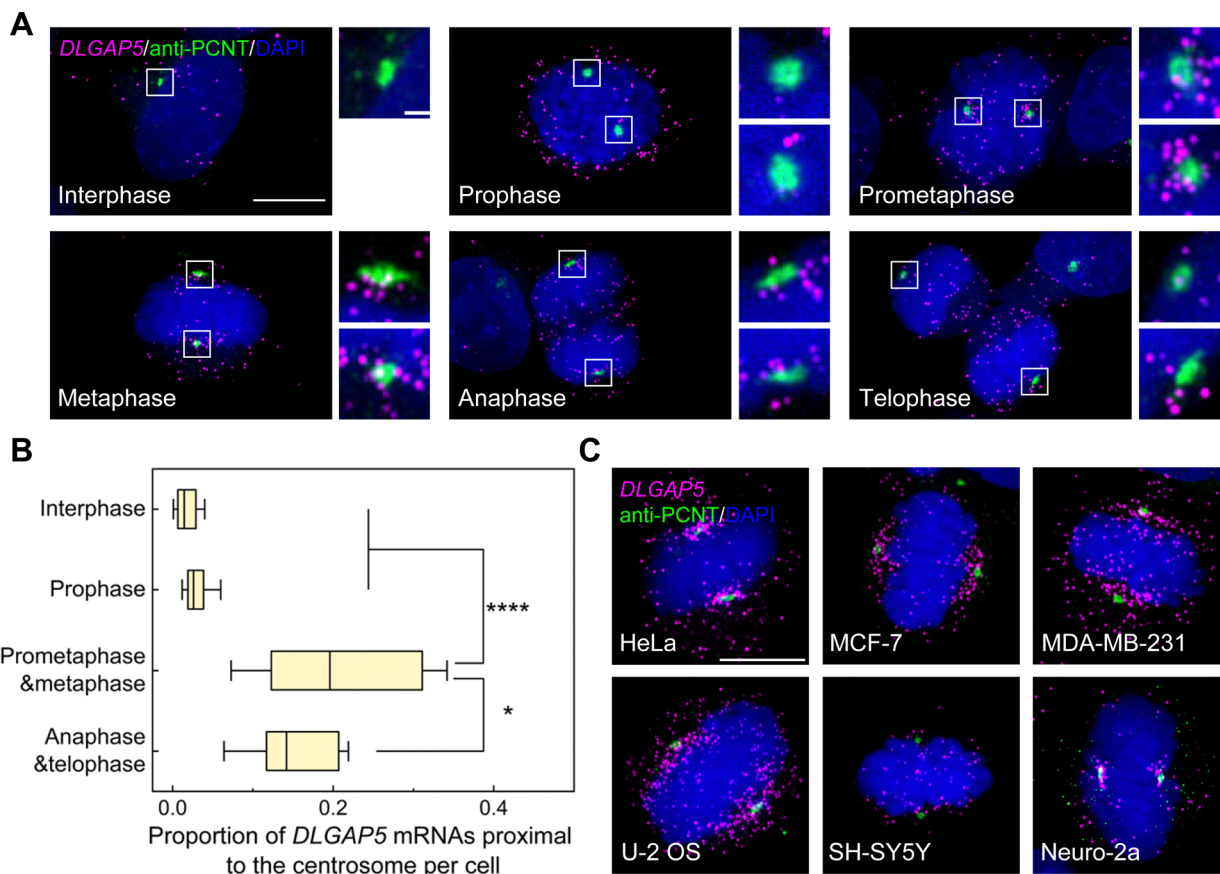 A
DLGAP5/anti-PCNT/DAPI
Interphase
Prophase
Prometaphase
Metaphase
Anaphase
Telophase
B
Interphase
Prophase
Prometaphase
&metaphase
Anaphase
&telophase
****
*
0.0
0.2
0.4
Proportion of DLGAP5 mRNAs proximal
to the centrosome per cell
C
DLGAP5
anti-PCNT/DAPI
HeLa
MCF-7
MDA-MB-231
U-2 OS
SH-SY5Y
Neuro-2a